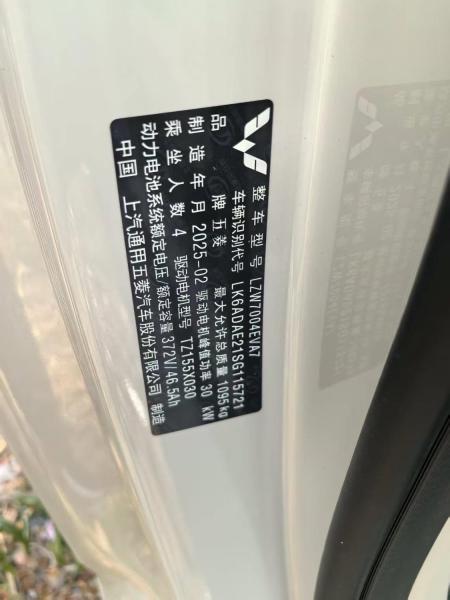 整车型号 LZW7004EVA7
车辆识别代号 LK6ADAE21SG115721
品 牌 五菱 最大允许总质量 1095kg
制造年月 2025-02 驱动电机峰值功率 30 kW
乘坐人数 4 驱动电机型号 TZ155X030
动力电池系统额定电压/额定容量 372V/46.5Ah
中国 上汽通用五菱汽车股份有限公司 制造